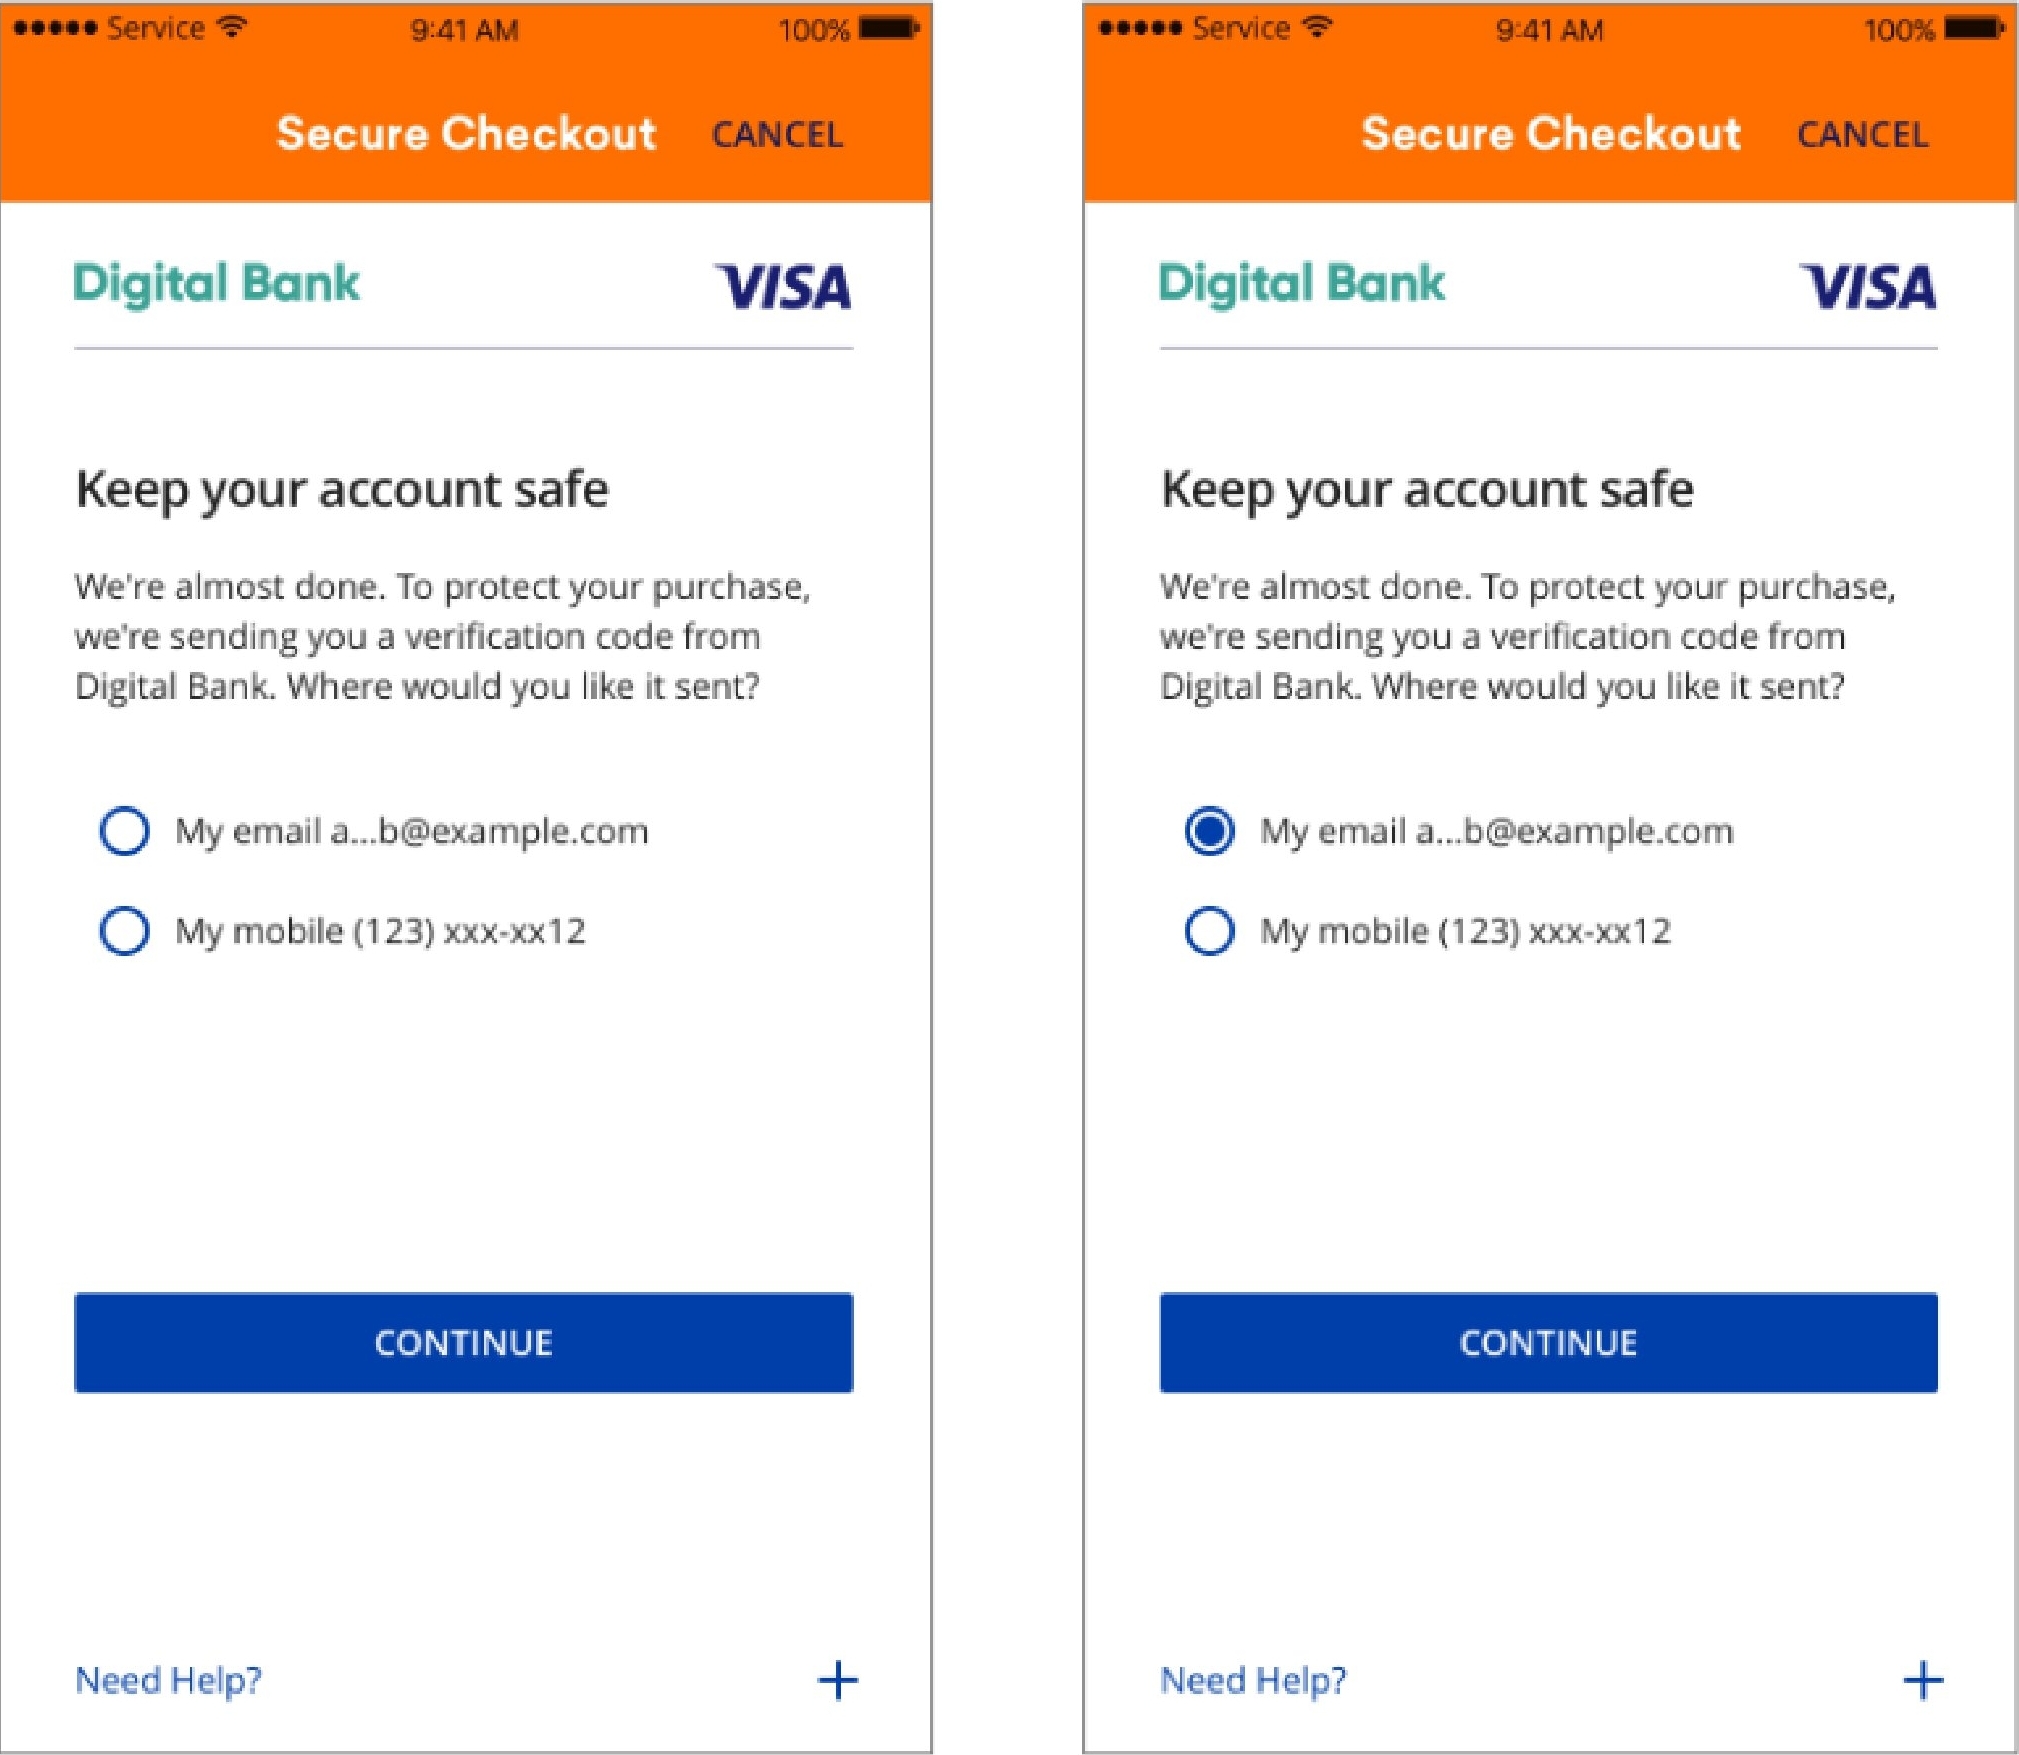 Service 9:41 AM 100%
Secure Checkout CANCEL
Digital Bank VISA
Keep your account safe
We're almost done. To protect your purchase,
we're sending you a verification code from
Digital Bank. Where would you like it sent?
My email a...b@example.com
My mobile (123) xxx-xx12
CONTINUE
Need Help?
Service 9:41 AM 100%
Secure Checkout CANCEL
Digital Bank VISA
Keep your account safe
We're almost done. To protect your purchase,
we're sending you a verification code from
Digital Bank. Where would you like it sent?
My email a...b@example.com
My mobile (123) xxx-xx12
CONTINUE
Need Help?